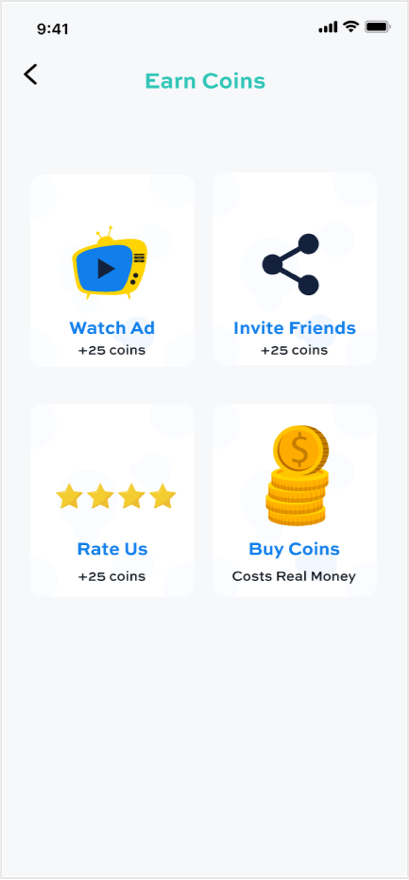 9:41
Earn Coins
Watch Ad
+25 coins
Invite Friends
+25 coins
Rate Us
+25 coins
$
Buy Coins
Costs Real Money